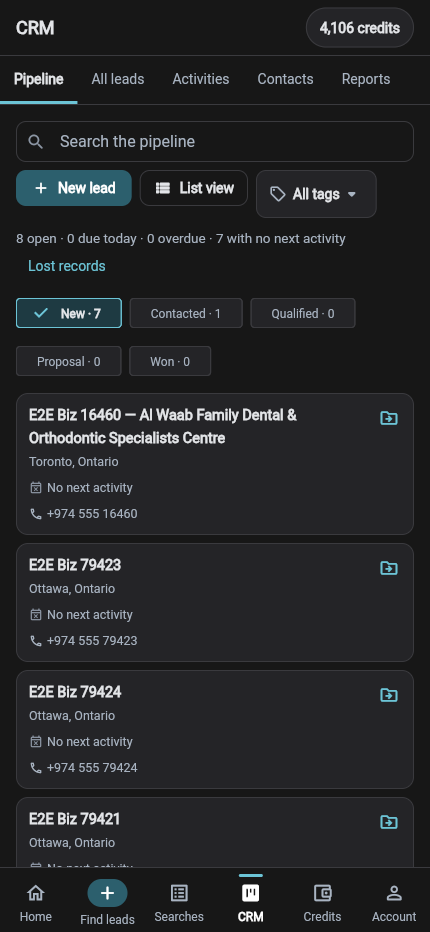 CRM
4,106 credits
Pipeline
All leads
Activities
Contacts
Reports
Search the pipeline
New lead
List view
All tags
8 open · 0 due today · 0 overdue · 7 with no next activity
Lost records
New · 7
Contacted · 1
Qualified · 0
Proposal · 0
Won · 0
E2E Biz 16460 — Al Waab Family Dental &
Orthodontic Specialists Centre
Toronto, Ontario
No next activity
+974 555 16460
E2E Biz 79423
Ottawa, Ontario
No next activity
+974 555 79423
E2E Biz 79424
Ottawa, Ontario
No next activity
+974 555 79424
E2E Biz 79421
Ottawa, Ontario
No next activity
Home
Find leads
Searches
CRM
Credits
Account